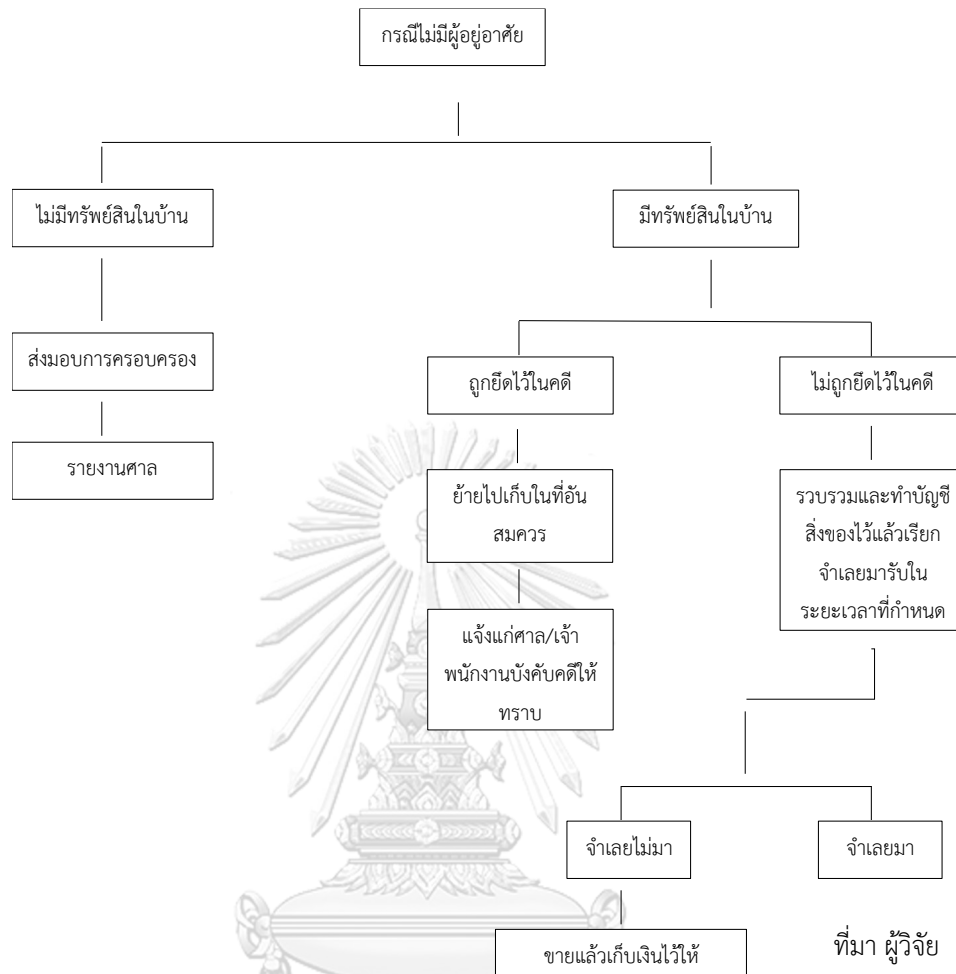 กรณีไม่มีผู้อยู่อาศัย
ไม่มีทรัพย์สินในบ้าน
มีทรัพย์สินในบ้าน
ส่งมอบการครอบครอง
ถูกยึดไว้ในคดี
ไม่ถูกยึดไว้ในคดี
รายงานศาล
ย้ายไปเก็บในที่อัน
สมควร
รวบรวมและทำบัญชี
สิ่งของไว้แล้วเรียก
จำเลยมารับใน
ระยะเวลาที่กำหนด
แจ้งแก่ศาล/เจ้า
พนักงานบังคับคดีให้
ทราบ
จำเลยไม่มา
จำเลยมา
ขายแล้วเก็บเงินไว้ให้
ที่มา ผู้วิจัย